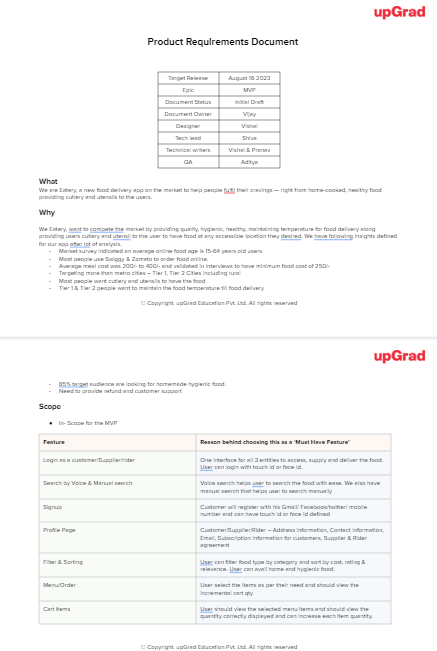 upGrad
Product Requirements Document
Target Release August 16 2023
Epic MVP
Document Status Initial Draft
Document Owner Vijay
Designer Vishal
Tech lead Shiva
Technical writers Vishal & Pranav
QA Aditya
What
We are Eatery, a new food delivery app on the market to help people fulfil their cravings — right from home-cooked, healthy food
providing cutlery and utensils to the users.
Why
We Eatery, want to compete the market by providing quality, hygienic, healthy, maintaining temperature for food delivery along
providing users cutlery and utensil to the user to have food at any accessible location they desired. We have following insights defined
for our app after lot of analysis.
- Market survey indicated an average online food age is 15-64 years old users
- Most people use Swiggy & Zomato to order food online.
- Average meal cost was 200/- to 400/- and validated in interviews to have minimum food cost of 250/-
- Targeting more than metro cities – Tier 1, Tier 2 Cities including rural
- Most people want cutlery and utensils to have the food
- Tier 1 & Tier 2 people want to maintain the food temperature till food delivery
© Copyright. upGrad Education Pvt. Ltd. All rights reserved
upGrad
- 85% target audience are looking for homemade hygienic food.
- Need to provide refund and customer support
Scope
● In- Scope for the MVP
Feature Reason behind choosing this as a 'Must Have Feature'
Login as a customer/Supplier/rider One interface for all 3 entities to access, supply and deliver the food.
User can login with touch id or face id.
Search by Voice & Manual search Voice search helps user to search the food with ease. We also have
manual search that helps user to search manually
Signup Customer will register with his Gmail/ Facebook/twitter/ mobile
number and can have touch id or face id defined
Profile Page Customer/Supplier/Rider – Address information, Contact information,
Email, Subscription information for customers, Supplier & Rider
agreement
Filter & Sorting User can filter food type by category and sort by cost, rating &
relevance. User can avail home and hygienic food.
Menu/Order User select the items as per their need and should view the
incremental cart qty
Cart Items User should view the selected menu items and should view the
quantity correctly displayed and can increase each item quantity.
© Copyright. upGrad Education Pvt. Ltd. All rights reserved